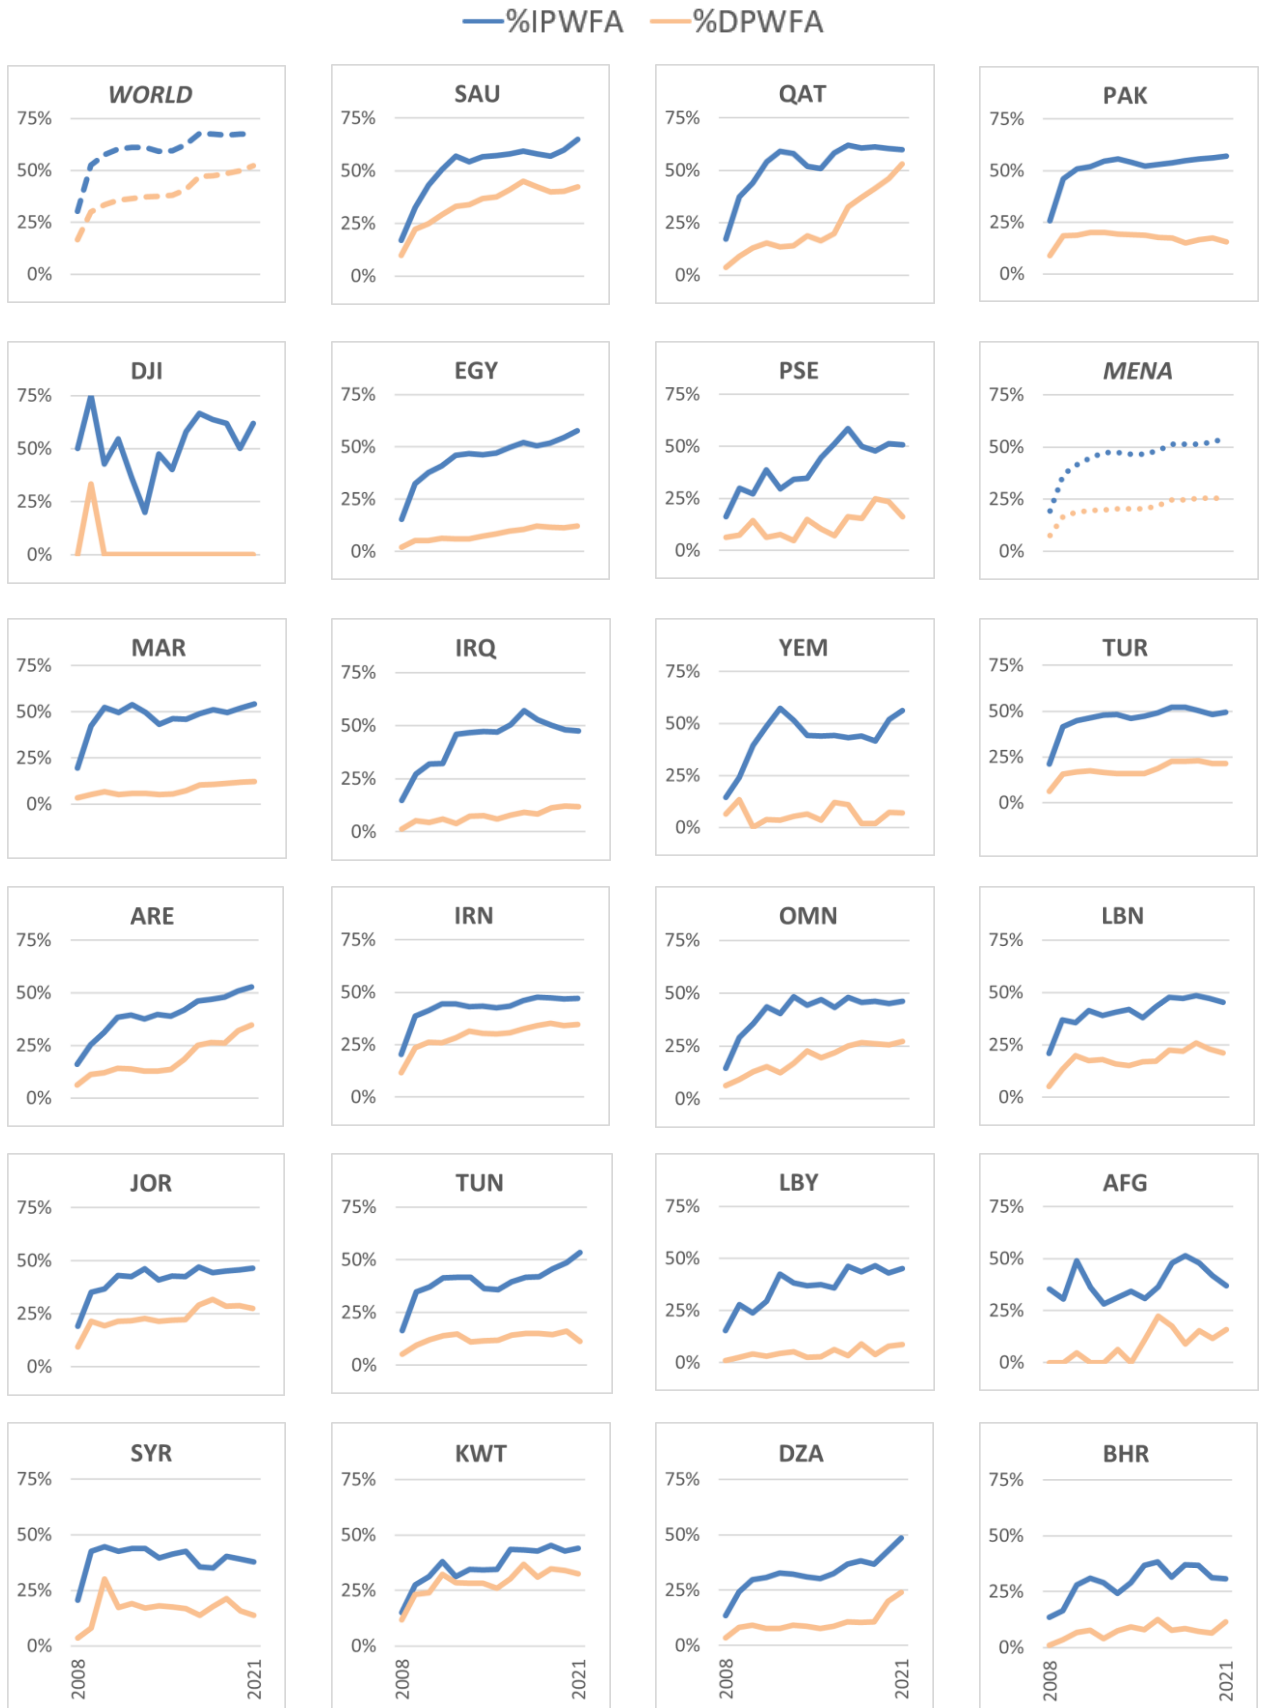 %IPWFA %DPWFA
WORLD SAU QAT PAK
75% 75% 75% 75%
50% 50% 50% 50%
25% 25% 25% 25%
0% 0% 0% 0%
DJI EGY PSE MENA
75% 75% 75% 75%
50% 50% 50% 50%
25% 25% 25% 25%
0% 0% 0% 0%
MAR IRQ YEM TUR
75% 75% 75% 75%
50% 50% 50% 50%
25% 25% 25% 25%
0% 0% 0% 0%
ARE IRN OMN LBN
75% 75% 75% 75%
50% 50% 50% 50%
25% 25% 25% 25%
0% 0% 0% 0%
JOR TUN LBY AFG
75% 75% 75% 75%
50% 50% 50% 50%
25% 25% 25% 25%
0% 0% 0% 0%
SYR KWT DZA BHR
75% 75% 75% 75%
50% 50% 50% 50%
25% 25% 25% 25%
0% 0% 0% 0%
2008 2021 2008 2021 2008 2021 2008 2021